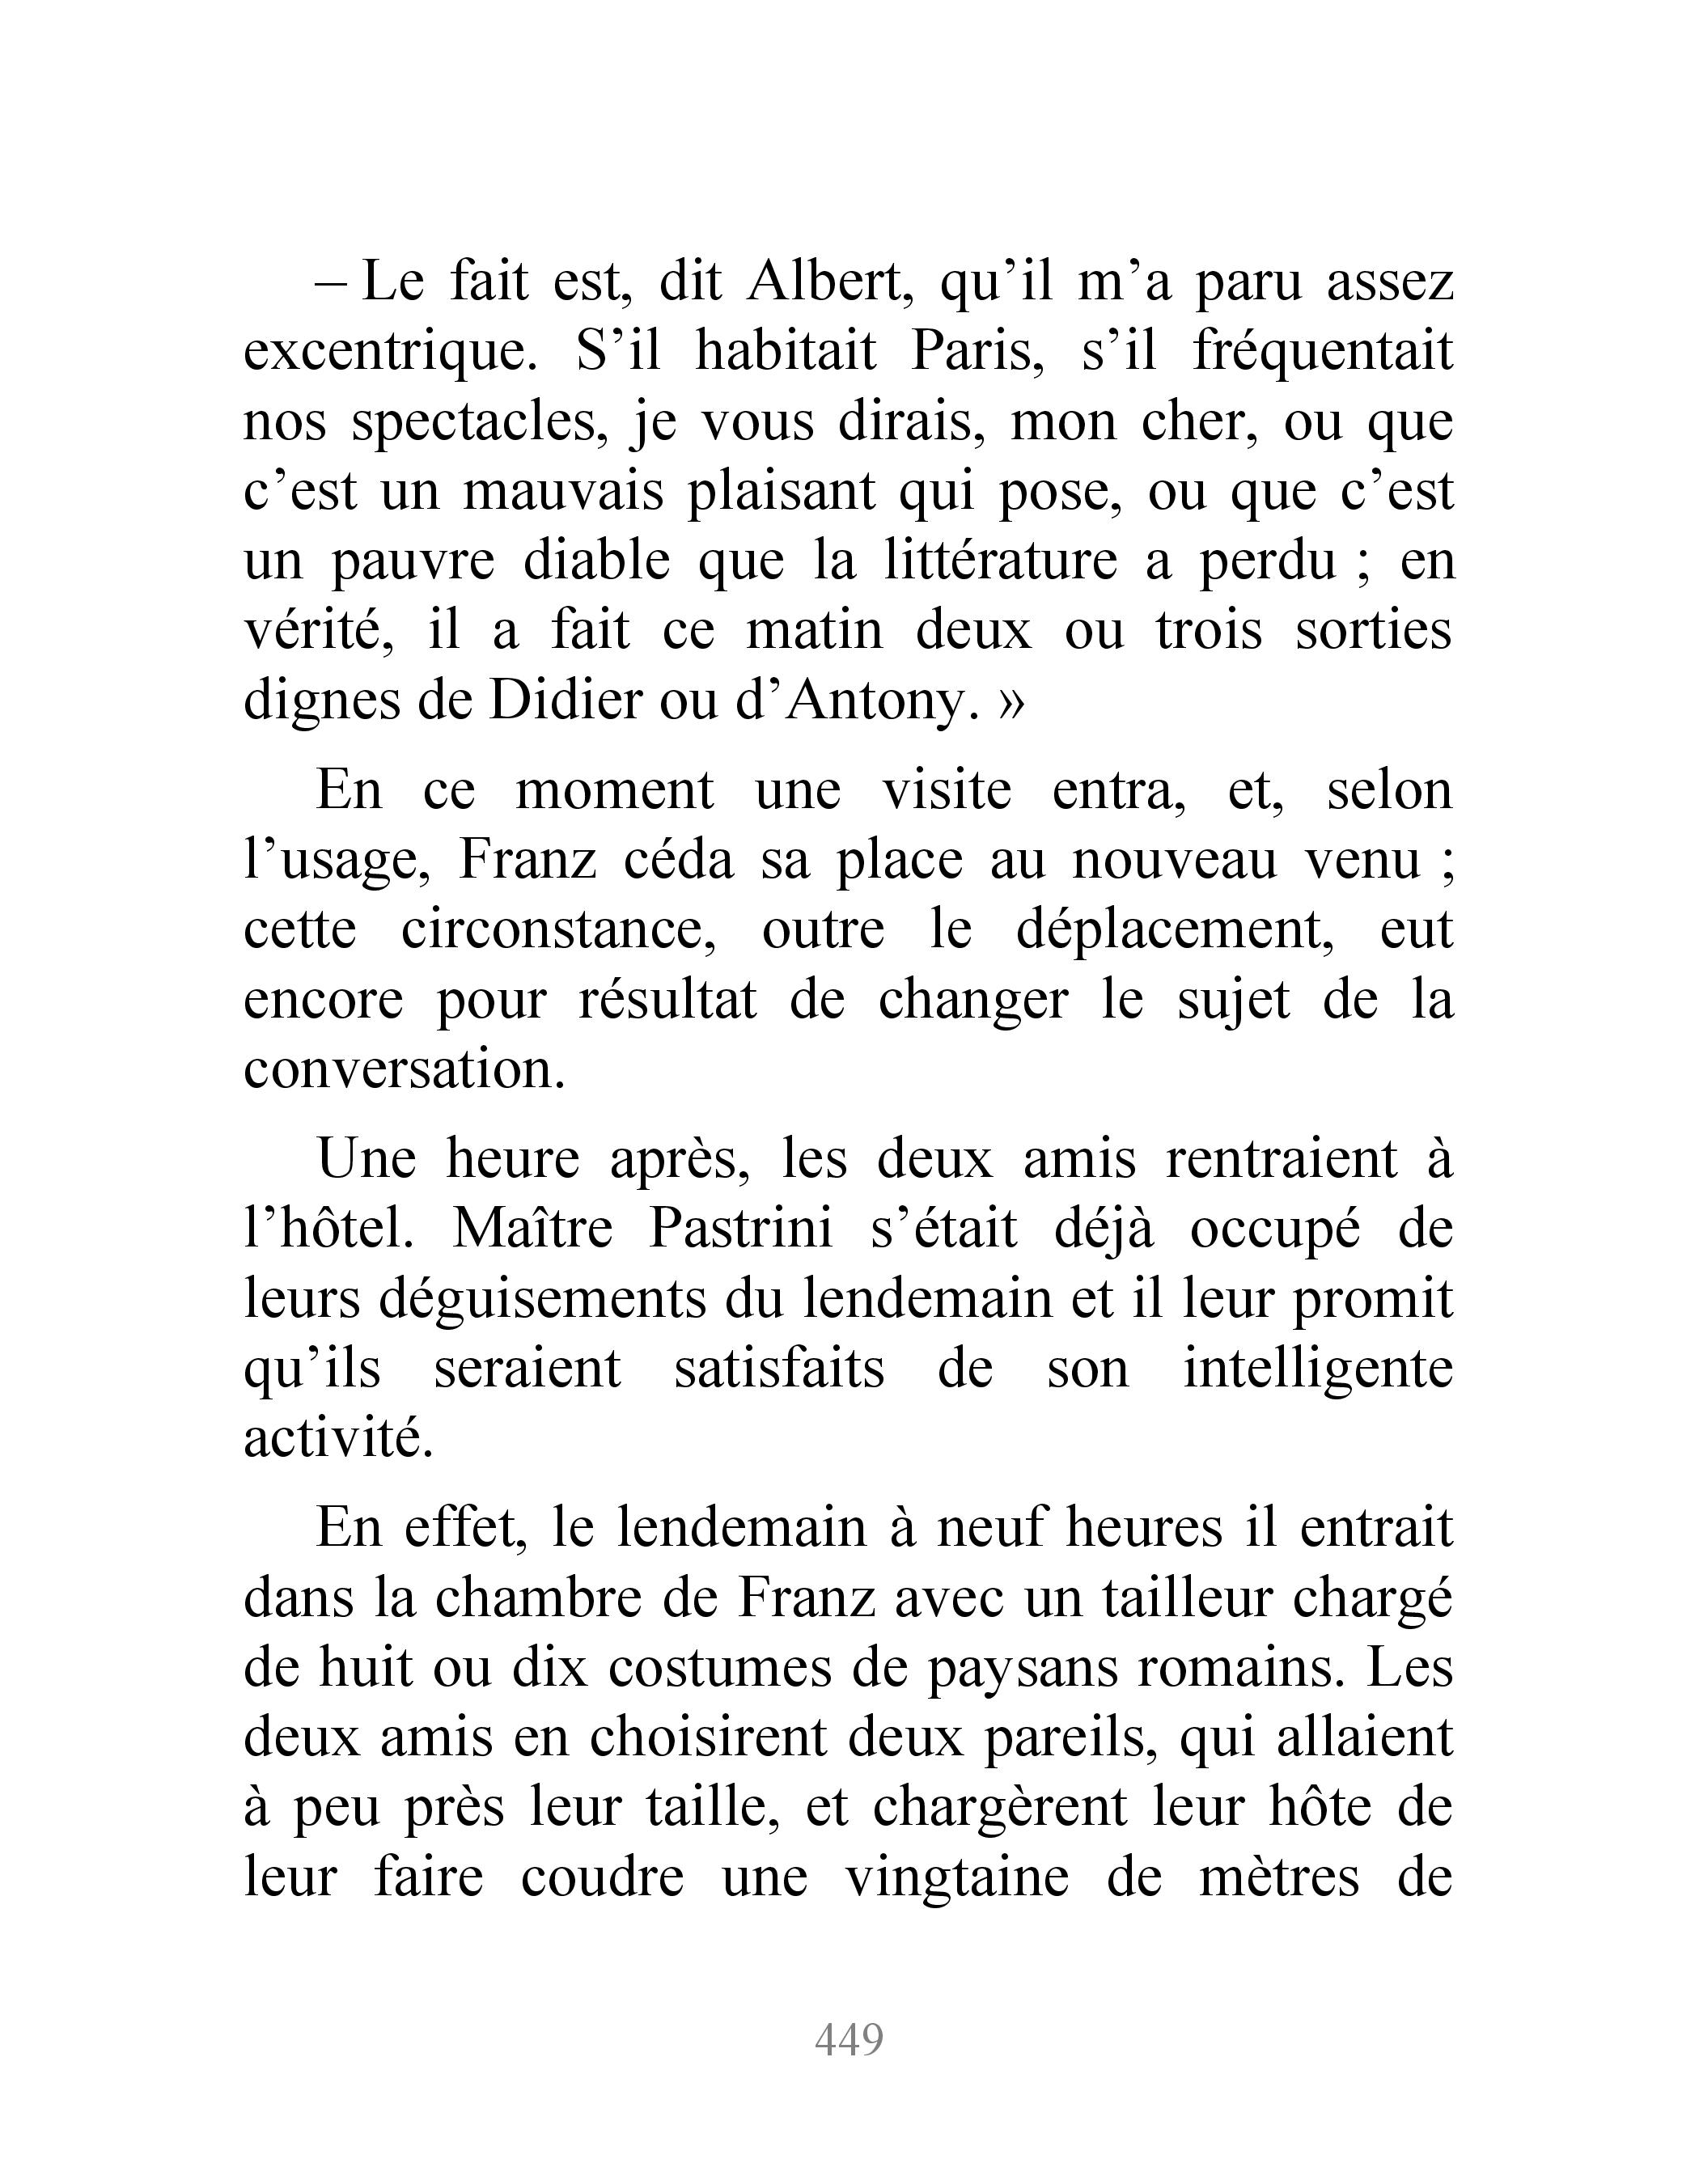 – Le fait est, dit Albert, qu’il m’a paru assez
excentrique. S’il habitait Paris, s’il fréquentait
nos spectacles, je vous dirais, mon cher, ou que
c’est un mauvais plaisant qui pose, ou que c’est
un pauvre diable que la littérature a perdu ; en
vérité, il a fait ce matin deux ou trois sorties
dignes de Didier ou d’Antony. »
En ce moment une visite entra, et, selon
l’usage, Franz céda sa place au nouveau venu ;
cette circonstance, outre le déplacement, eut
encore pour résultat de changer le sujet de la
conversation.
Une heure après, les deux amis rentraient à
l’hôtel. Maître Pastrini s’était déjà occupé de
leurs déguisements du lendemain et il leur promit
qu’ils seraient satisfaits de son intelligente
activité.
En effet, le lendemain à neuf heures il entrait
dans la chambre de Franz avec un tailleur chargé
de huit ou dix costumes de paysans romains. Les
deux amis en choisirent deux pareils, qui allaient
à peu près leur taille, et chargèrent leur hôte de
leur faire coudre une vingtaine de mètres de
449